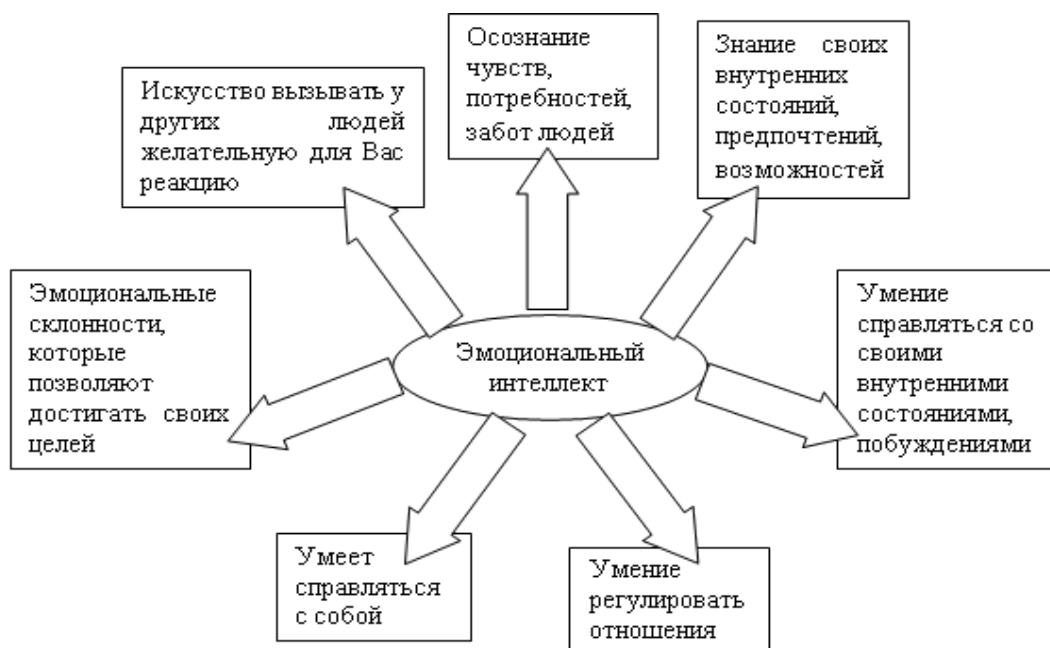 Осознание
чувств,
потребностей,
забот людей
Знание своих
внутренних
состояний,
предпочтений,
возможностей
Искусство вызывать у
других людей
желательную для Вас
реакцию
Эмоциональные
склонности,
которые
позволяют
достигать своих
целей
Эмоциональный
интеллект
Умение
справляться со
своими
внутренними
состояниями,
побуждениями
Умеет
справляться
с собой
Умение
регулировать
отношения